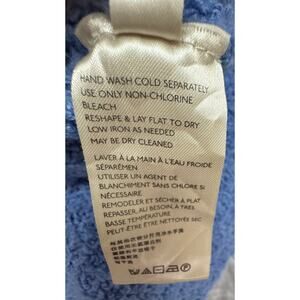 HAND WASH COLD SEPARATELY
USE ONLY NON-CHLORINE
BLEACH
RESHAPE & LAY FLAT TO DRY
LOW IRON AS NEEDED
MAY BE DRY CLEANED
LAVER À LA MAIN À L'EAU FROIDE
SÉPARÉMEN
UTILISER UN AGENT DE
BLANCHIMENT SANS CHLORE SI
NÉCESSAIRE
REMODELER ET SÉCHER À PLAT
REPASSER, AU BESOIN, À TRÈS
BASSE TEMPÉRATURE
PEUT-ÊTRE ÊTRE NETTOYÉE SEC